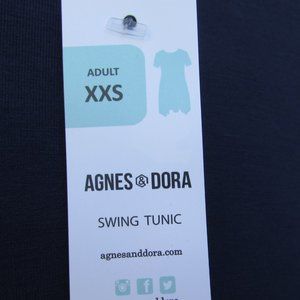 ADULT
XXS
AGNES & DORA
SWING TUNIC
agnesanddora.com